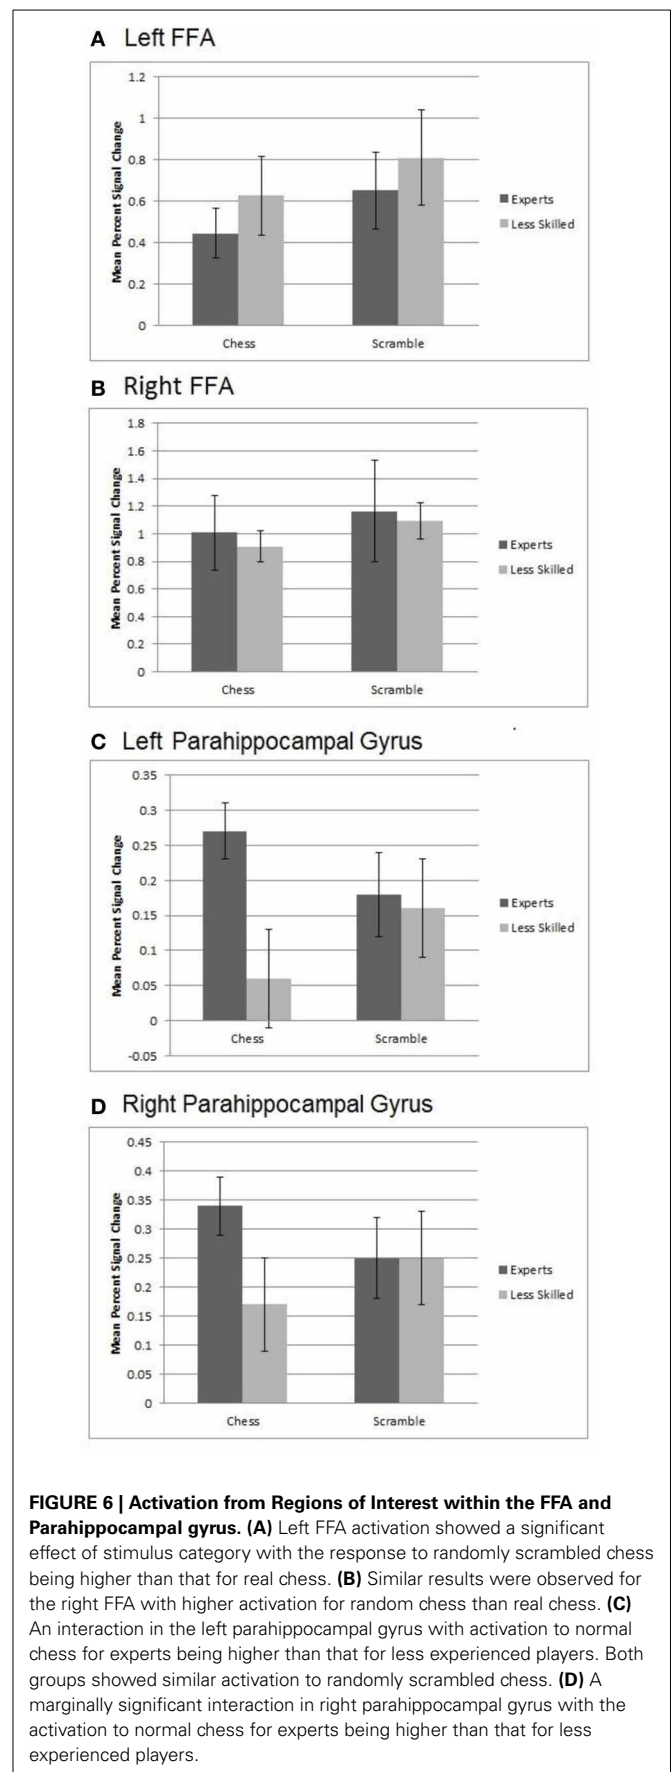 A Left FFA
1.2
1
0.8
0.6
0.4
0.2
0
Mean Percent Signal Change
Chess Scramble
Experts
Less Skilled
B Right FFA
1.8
1.6
1.4
1.2
1
0.8
0.6
0.4
0.2
0
Mean Percent Signal Change
Chess Scramble
Experts
Less Skilled
C Left Parahippocampal Gyrus
0.35
0.3
0.25
0.2
0.15
0.1
0.05
0
-0.05
Mean Percent Signal Change
Chess Scramble
Experts
Less Skilled
D Right Parahippocampal Gyrus
0.45
0.4
0.35
0.3
0.25
0.2
0.15
0.1
0.05
0
Mean Percent Signal Change
Chess Scramble
Experts
Less Skilled
FIGURE 6 | Activation from Regions of Interest within the FFA and
Parahippocampal gyrus. (A) Left FFA activation showed a significant
effect of stimulus category with the response to randomly scrambled chess
being higher than that for real chess. (B) Similar results were observed for
the right FFA with higher activation for random chess than real chess. (C)
An interaction in the left parahippocampal gyrus with activation to normal
chess for experts being higher than that for less experienced players. Both
groups showed similar activation to randomly scrambled chess. (D) A
marginally significant interaction in right parahippocampal gyrus with the
activation to normal chess for experts being higher than that for less
experienced players.